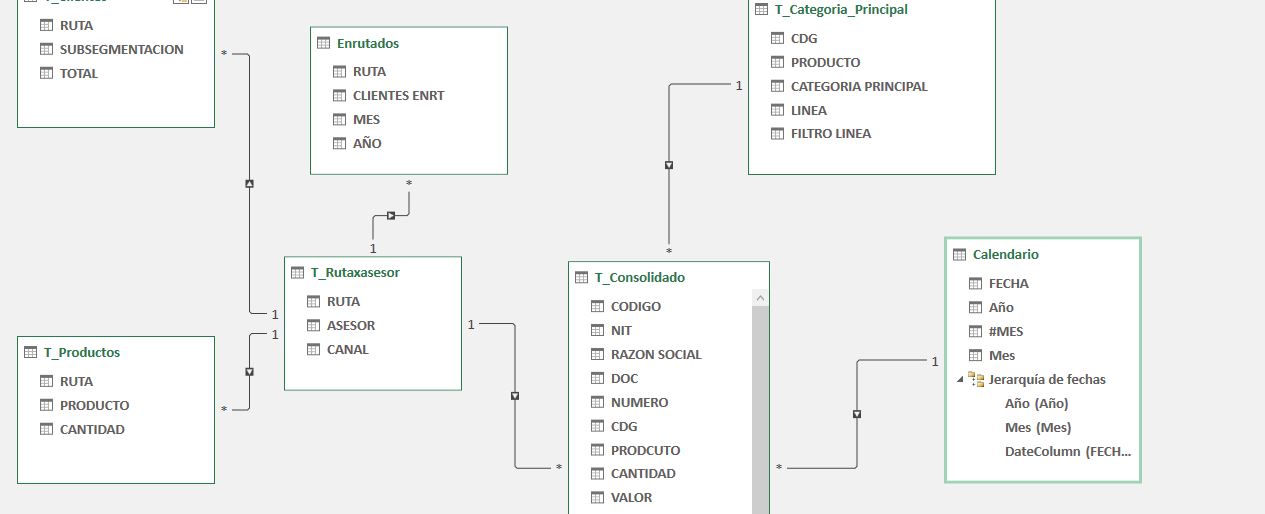 T_Clientes
RUTA
SUBSEGMENTACION
TOTAL
Enrutados
RUTA
CLIENTES ENRT
MES
AÑO
T_Categoria_Principal
CDG
PRODUCTO
CATEGORIA PRINCIPAL
LINEA
FILTRO LINEA
*
*
1
1
*
T_Rutaxasesor
RUTA
ASESOR
CANAL
1
1
1
T_Productos
RUTA
PRODUCTO
CANTIDAD
*
T_Consolidado
CODIGO
NIT
RAZON SOCIAL
DOC
NUMERO
CDG
PRODCUTO
CANTIDAD
VALOR
*
*
1
Calendario
FECHA
Año
#MES
Mes
Jerarquía de fechas
Año (Año)
Mes (Mes)
DateColumn (FECH...